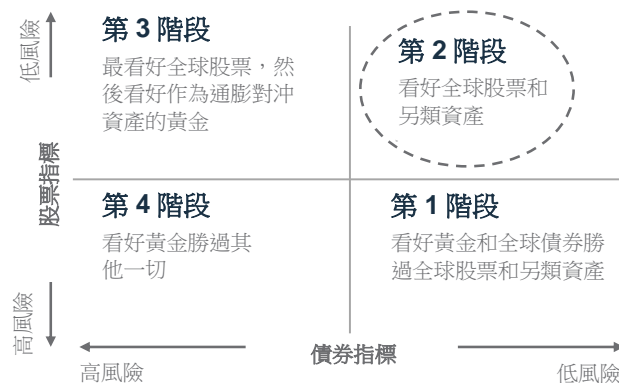 低風險
第 3 階段
最看好全球股票，然
後看好作為通膨對沖
資產的黃金
第 2 階段
看好全球股票和
另類資產
股票指標
第 4 階段
看好黃金勝過其
他一切
第 1 階段
看好黃金和全球債券勝
過全球股票和另類資產
高風險
債券指標
高風險
低風險